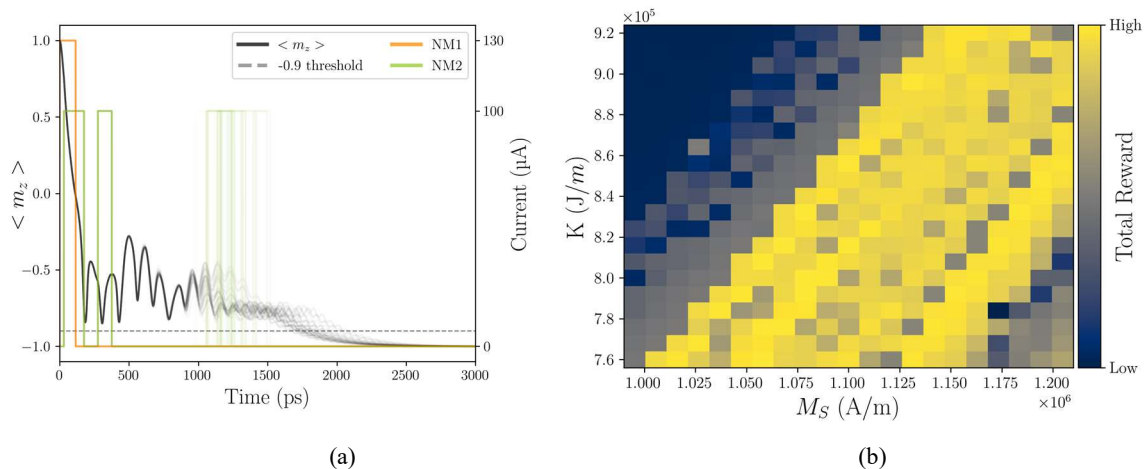 < m_z >
-0.9 threshold
NM1
NM2
1.0
0.5
0.0
−0.5
−1.0
< m_z >
130
100
0
Current (µA)
0
500
1000
1500
2000
2500
3000
Time (ps)
(a)
×10⁵
9.2
9.0
8.8
8.6
8.4
8.2
8.0
7.8
7.6
K (J/m)
1.000
1.025
1.050
1.075
1.100
1.125
1.150
1.175
1.200
×10⁶
M_S (A/m)
High
Low
Total Reward
(b)